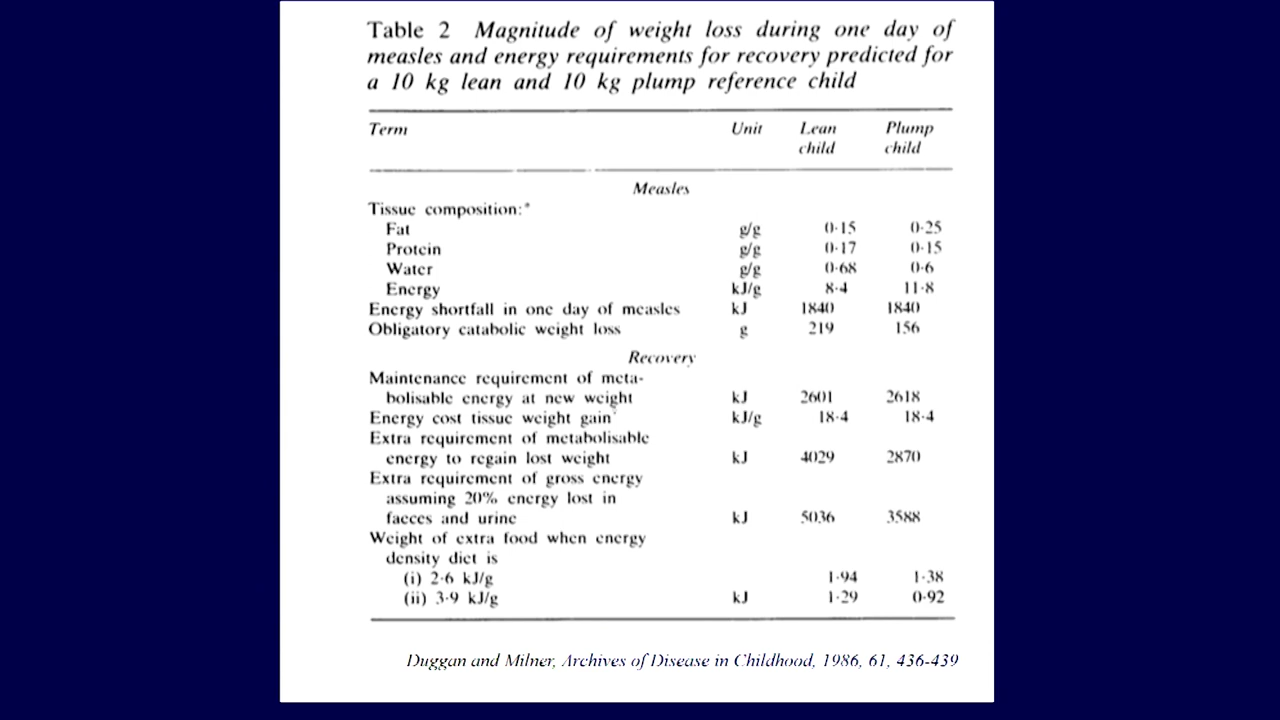 Table 2 Magnitude of weight loss during one day of
measles and energy requirements for recovery predicted for
a 10 kg lean and 10 kg plump reference child
Term Unit Lean child Plump child
Measles
Tissue composition:*
Fat g/g 0·15 0·25
Protein g/g 0·17 0·15
Water g/g 0·68 0·6
Energy kJ/g 8·4 11·8
Energy shortfall in one day of measles kJ 1840 1840
Obligatory catabolic weight loss g 219 156
Recovery
Maintenance requirement of meta-
bolisable energy at new weight kJ 2601 2618
Energy cost tissue weight gain kJ/g 18·4 18·4
Extra requirement of metabolisable
energy to regain lost weight kJ 4029 2870
Extra requirement of gross energy
assuming 20% energy lost in
faeces and urine kJ 5036 3588
Weight of extra food when energy
density diet is
(i) 2·6 kJ/g 1·94 1·38
(ii) 3·9 kJ/g kJ 1·29 0·92
Duggan and Milner, Archives of Disease in Childhood, 1986, 61, 436-439